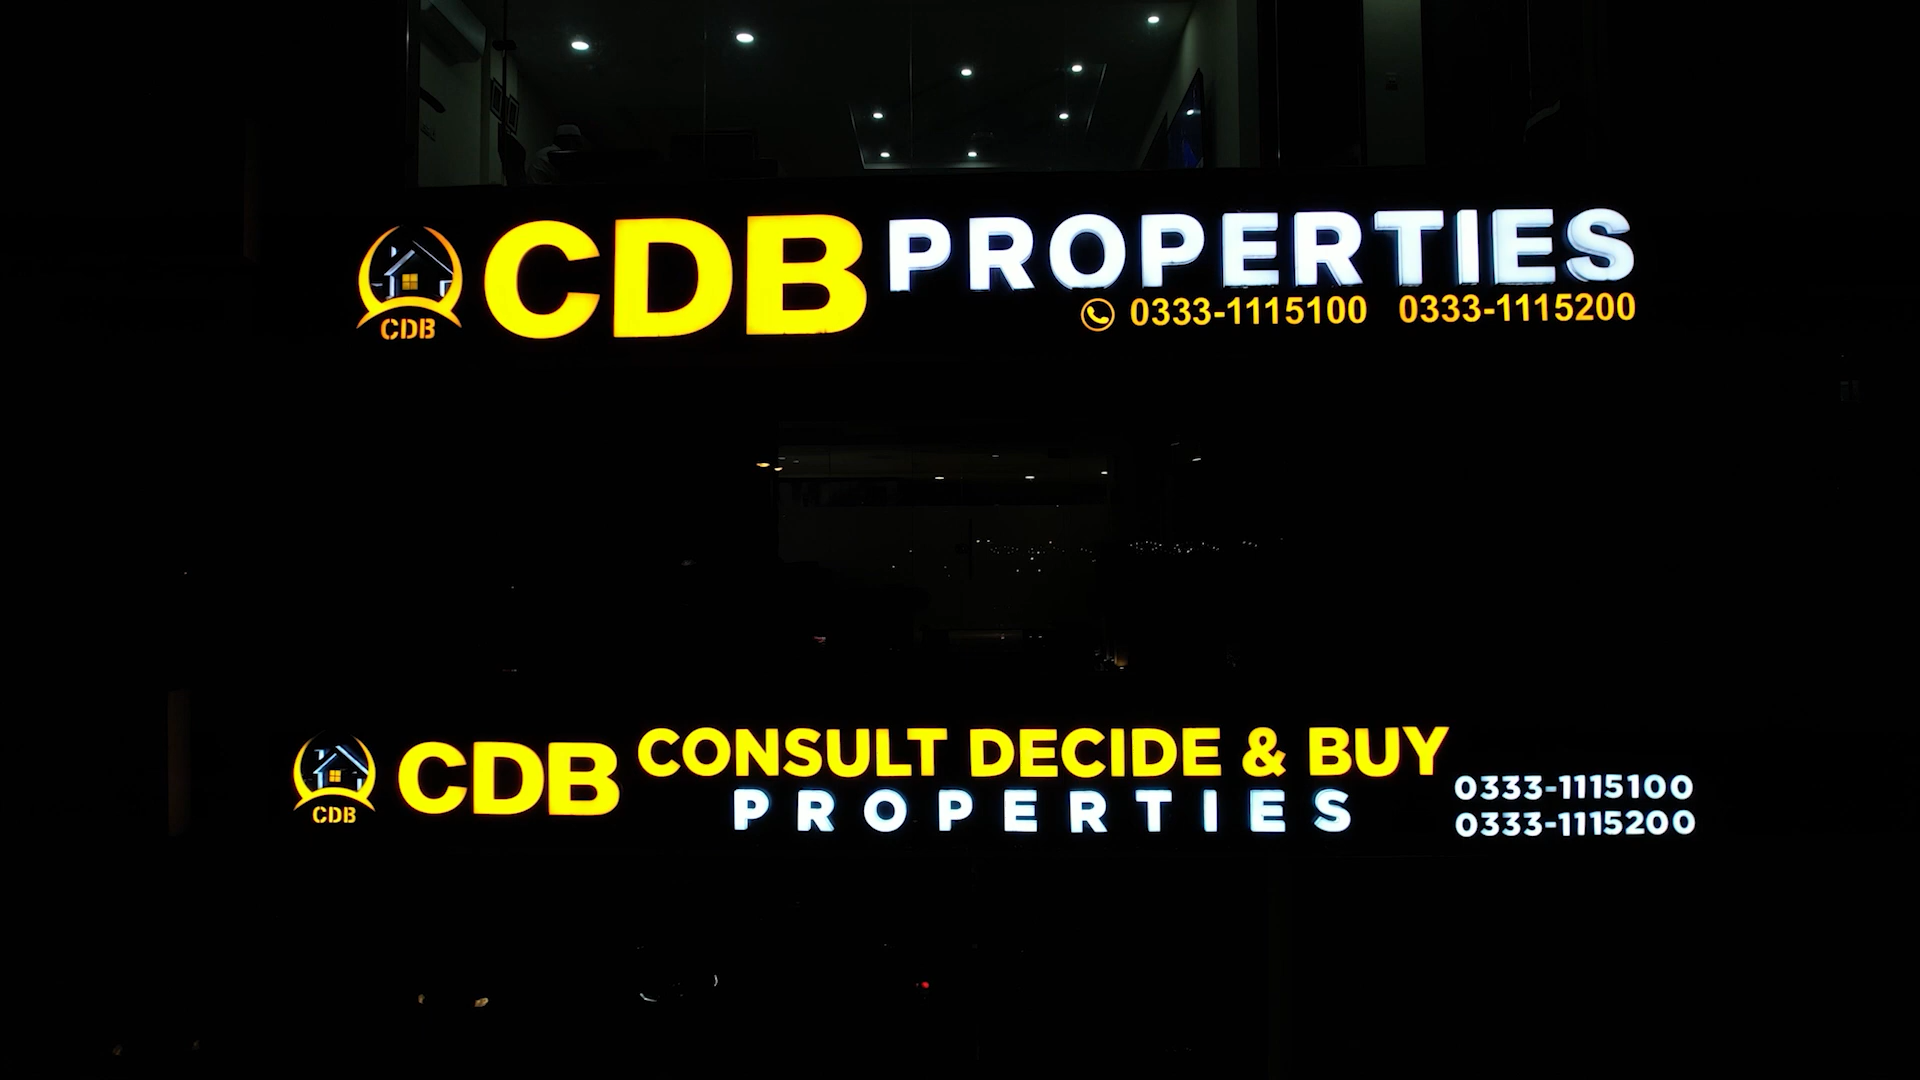 CDB PROPERTIES
CDB
0333-1115100 0333-1115200
CDB CONSULT DECIDE & BUY
PROPERTIES
CDB
0333-1115100
0333-1115200